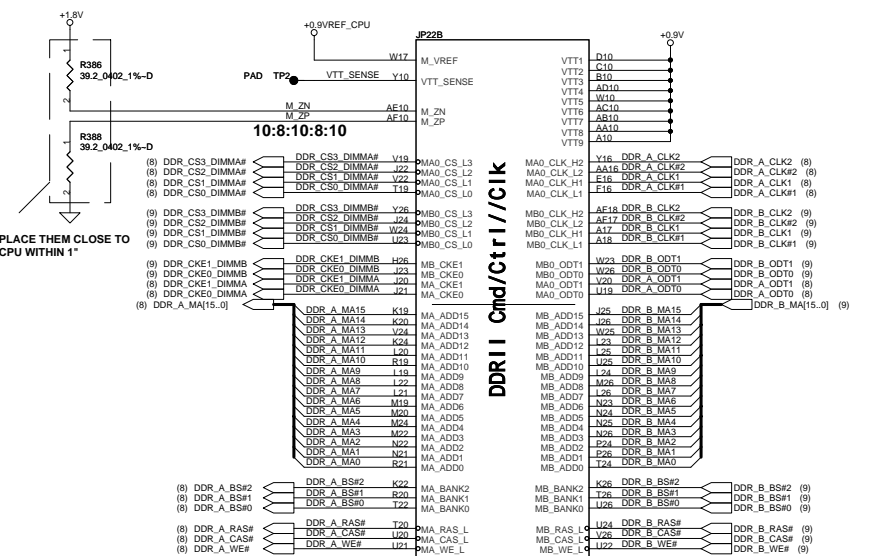 +1.8V
+0.9VREF_CPU
JP22B
+0.9V
1
R386
39.2_0402_1%~D
2
PAD TP2
VTT_SENSE Y10 VTT_SENSE
W17 M_VREF
M_ZN AE10 M_ZN
M_ZP AF10 M_ZP
10:8:10:8:10
1
R388
39.2_0402_1%~D
2
PLACE THEM CLOSE TO
CPU WITHIN 1"
VTT1 D10
VTT2 C10
VTT3 B10
VTT4 AD10
VTT5 W10
VTT6 AC10
VTT7 AB10
VTT8 AA10
VTT9 A10
DDRII Cmd/Ctrl//Clk
(8) DDR_CS3_DIMMA# DDR_CS3_DIMMA# V19 MA0_CS_L3
(8) DDR_CS2_DIMMA# DDR_CS2_DIMMA# J22 MA0_CS_L2
(8) DDR_CS1_DIMMA# DDR_CS1_DIMMA# V22 MA0_CS_L1
(8) DDR_CS0_DIMMA# DDR_CS0_DIMMA# T19 MA0_CS_L0
(9) DDR_CS3_DIMMB# DDR_CS3_DIMMB# Y26 MB0_CS_L3
(9) DDR_CS2_DIMMB# DDR_CS2_DIMMB# J24 MB0_CS_L2
(9) DDR_CS1_DIMMB# DDR_CS1_DIMMB# W24 MB0_CS_L1
(9) DDR_CS0_DIMMB# DDR_CS0_DIMMB# U23 MB0_CS_L0
(9) DDR_CKE1_DIMMB DDR_CKE1_DIMMB H26 MB_CKE1
(9) DDR_CKE0_DIMMB DDR_CKE0_DIMMB J23 MB_CKE0
(8) DDR_CKE1_DIMMA DDR_CKE1_DIMMA J20 MA_CKE1
(8) DDR_CKE0_DIMMA DDR_CKE0_DIMMA J21 MA_CKE0
(8) DDR_A_MA[15..0]
DDR_A_MA15 K19 MA_ADD15
DDR_A_MA14 K20 MA_ADD14
DDR_A_MA13 V24 MA_ADD13
DDR_A_MA12 K24 MA_ADD12
DDR_A_MA11 L20 MA_ADD11
DDR_A_MA10 R19 MA_ADD10
DDR_A_MA9 L19 MA_ADD9
DDR_A_MA8 L22 MA_ADD8
DDR_A_MA7 L21 MA_ADD7
DDR_A_MA6 M19 MA_ADD6
DDR_A_MA5 M20 MA_ADD5
DDR_A_MA4 M24 MA_ADD4
DDR_A_MA3 M22 MA_ADD3
DDR_A_MA2 N22 MA_ADD2
DDR_A_MA1 N21 MA_ADD1
DDR_A_MA0 R21 MA_ADD0
(8) DDR_A_BS#2 DDR_A_BS#2 K22 MA_BANK2
(8) DDR_A_BS#1 DDR_A_BS#1 R20 MA_BANK1
(8) DDR_A_BS#0 DDR_A_BS#0 T22 MA_BANK0
(8) DDR_A_RAS# DDR_A_RAS# T20 MA_RAS_L
(8) DDR_A_CAS# DDR_A_CAS# U20 MA_CAS_L
(8) DDR_A_WE# DDR_A_WE# U21 MA_WE_L
MA0_CLK_H2 Y16 DDR_A_CLK2 DDR_A_CLK2 (8)
MA0_CLK_L2 AA16 DDR_A_CLK#2 DDR_A_CLK#2 (8)
MA0_CLK_H1 E16 DDR_A_CLK1 DDR_A_CLK1 (8)
MA0_CLK_L1 F16 DDR_A_CLK#1 DDR_A_CLK#1 (8)
MB0_CLK_H2 AF18 DDR_B_CLK2 DDR_B_CLK2 (9)
MB0_CLK_L2 AF17 DDR_B_CLK#2 DDR_B_CLK#2 (9)
MB0_CLK_H1 A17 DDR_B_CLK1 DDR_B_CLK1 (9)
MB0_CLK_L1 A18 DDR_B_CLK#1 DDR_B_CLK#1 (9)
MB0_ODT1 W23 DDR_B_ODT1 DDR_B_ODT1 (9)
MB0_ODT0 W26 DDR_B_ODT0 DDR_B_ODT0 (9)
MA0_ODT1 V20 DDR_A_ODT1 DDR_A_ODT1 (8)
MA0_ODT0 U19 DDR_A_ODT0 DDR_A_ODT0 (8)
DDR_B_MA[15..0] (9)
MB_ADD15 J25 DDR_B_MA15
MB_ADD14 J26 DDR_B_MA14
MB_ADD13 W25 DDR_B_MA13
MB_ADD12 L23 DDR_B_MA12
MB_ADD11 L25 DDR_B_MA11
MB_ADD10 U25 DDR_B_MA10
MB_ADD9 L24 DDR_B_MA9
MB_ADD8 M26 DDR_B_MA8
MB_ADD7 L26 DDR_B_MA7
MB_ADD6 N23 DDR_B_MA6
MB_ADD5 N24 DDR_B_MA5
MB_ADD4 N25 DDR_B_MA4
MB_ADD3 N26 DDR_B_MA3
MB_ADD2 P24 DDR_B_MA2
MB_ADD1 P26 DDR_B_MA1
MB_ADD0 T24 DDR_B_MA0
MB_BANK2 K26 DDR_B_BS#2 DDR_B_BS#2 (9)
MB_BANK1 T26 DDR_B_BS#1 DDR_B_BS#1 (9)
MB_BANK0 U26 DDR_B_BS#0 DDR_B_BS#0 (9)
MB_RAS_L U24 DDR_B_RAS# DDR_B_RAS# (9)
MB_CAS_L V26 DDR_B_CAS# DDR_B_CAS# (9)
MB_WE_L U22 DDR_B_WE# DDR_B_WE# (9)